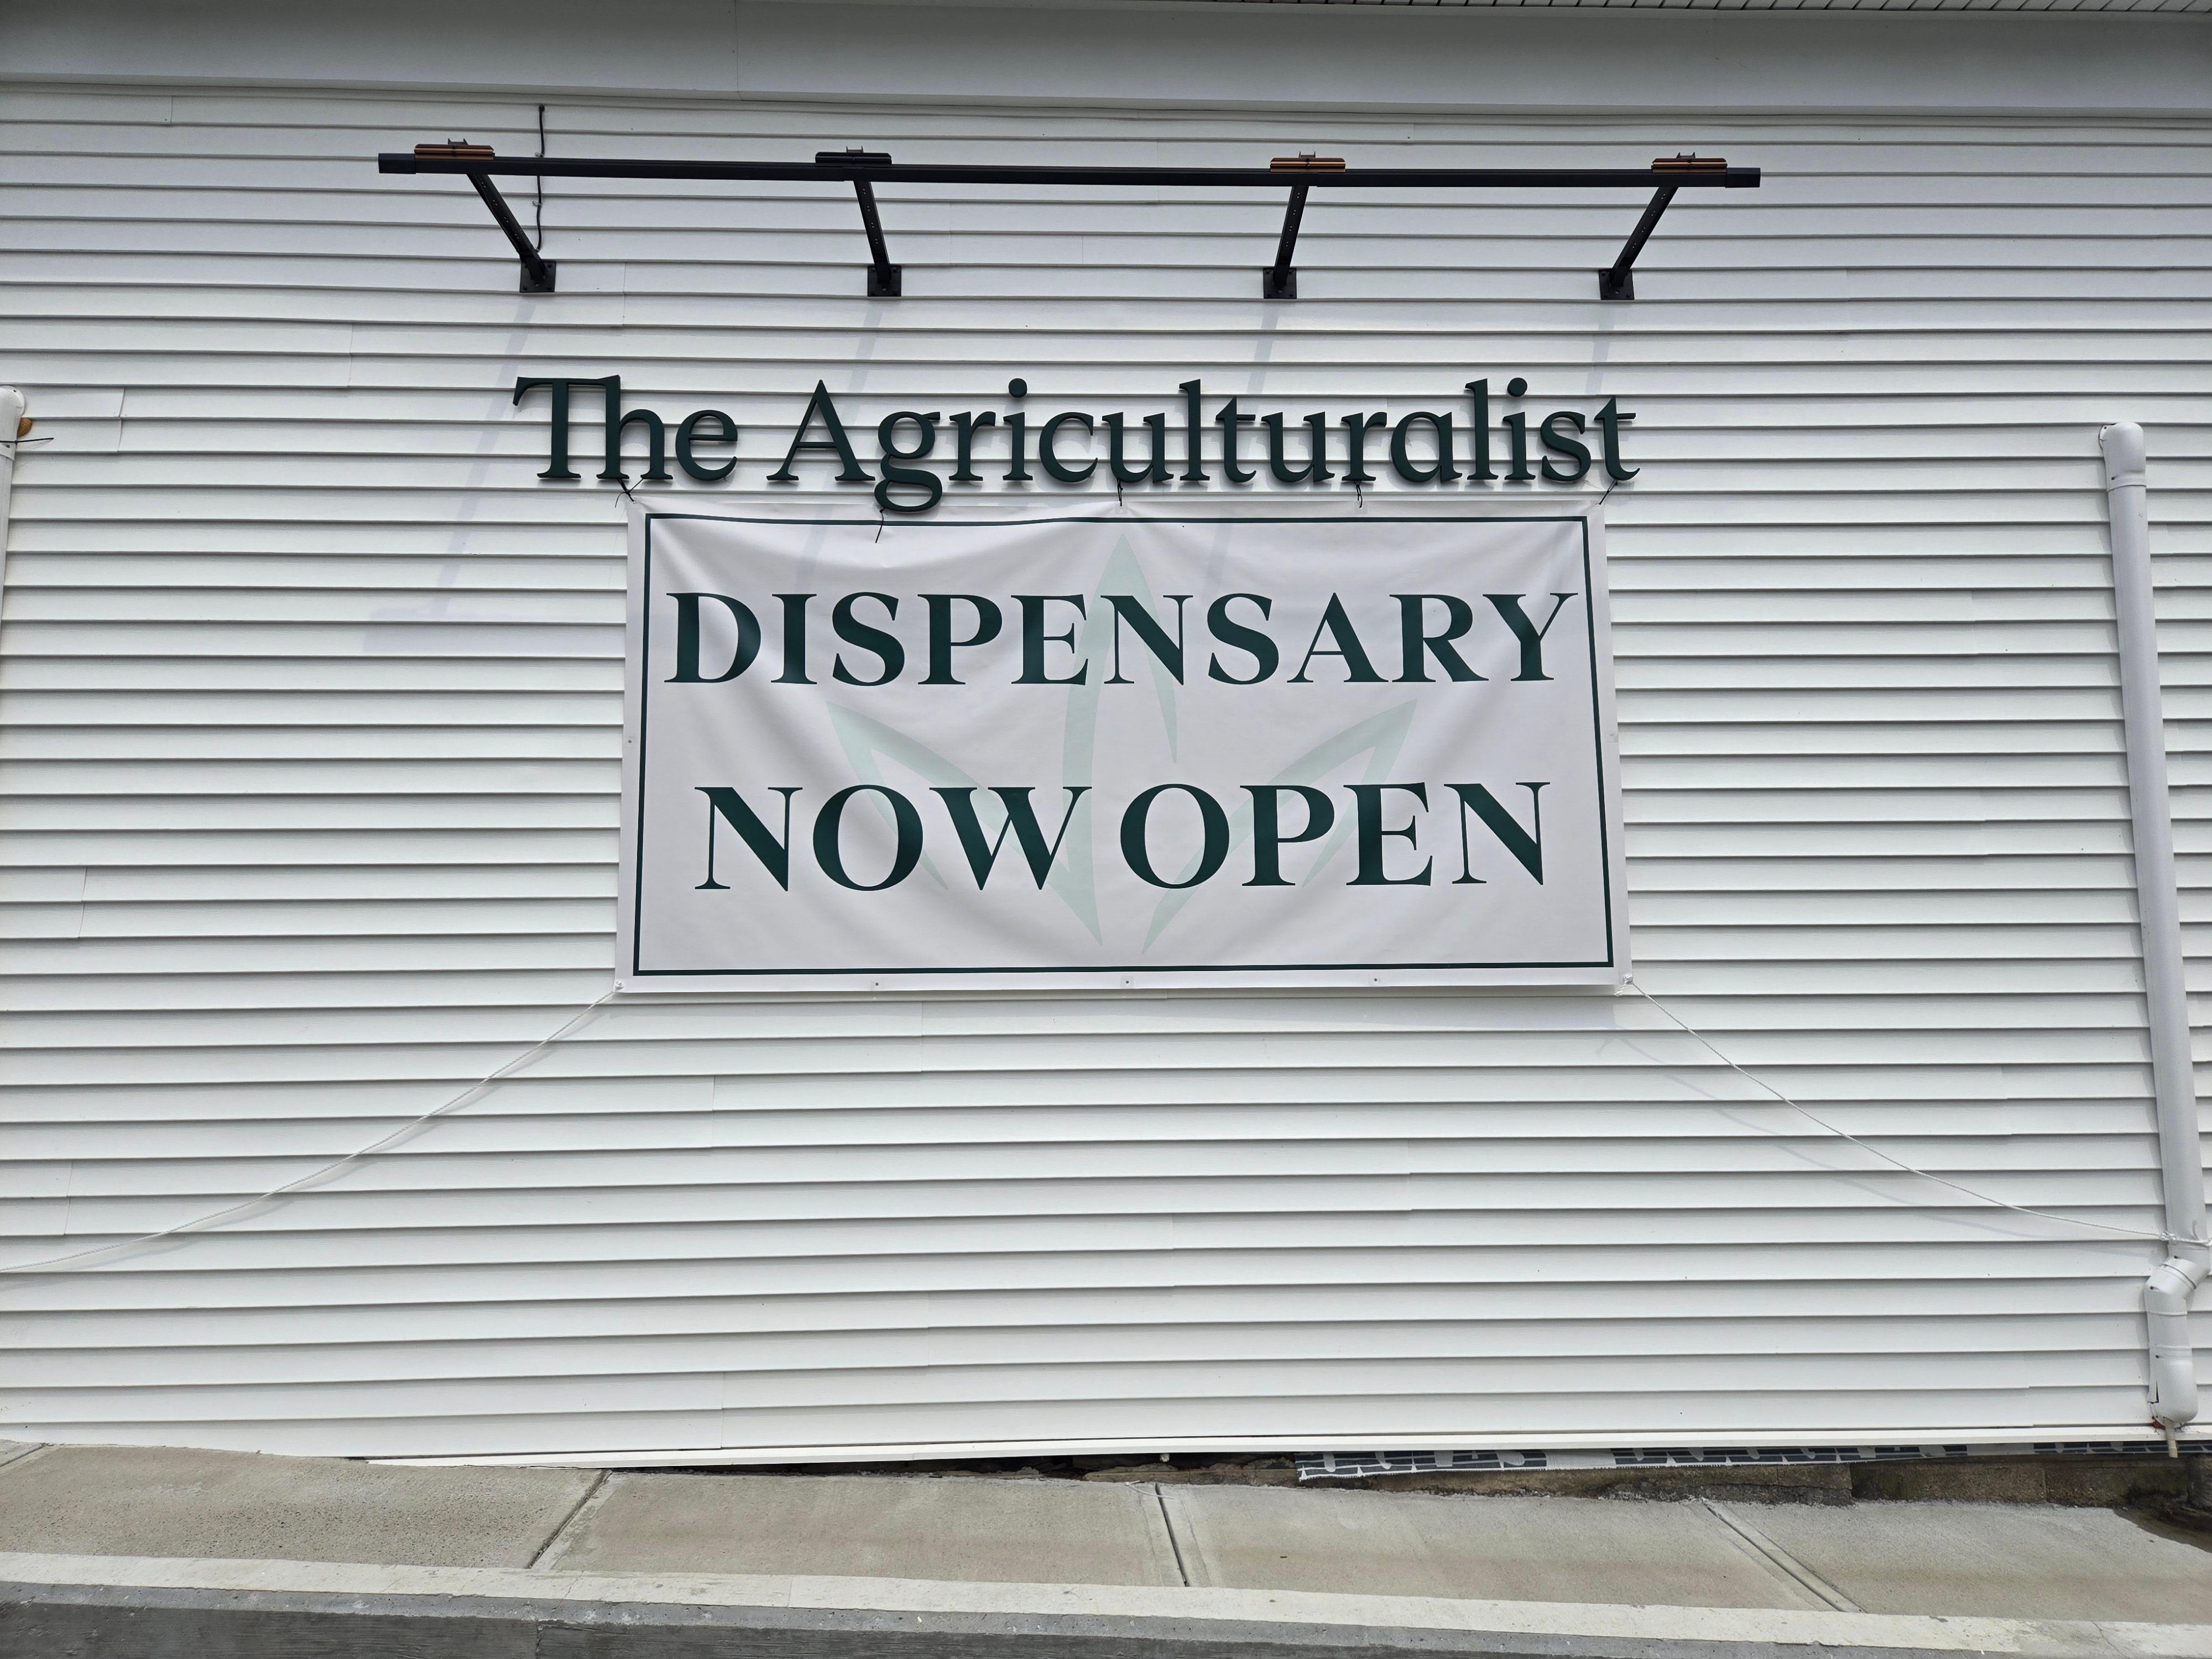 The Agriculturalist
DISPENSARY
NOW OPEN